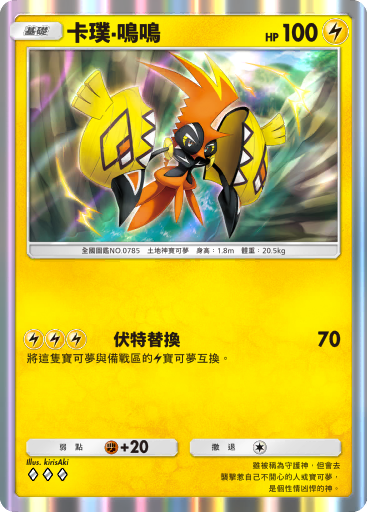 基礎 卡璞・鳴鳴 HP 100
全國圖鑑NO.0785 土地神寶可夢 身高：1.8m 體重：20.5kg
伏特替換 70
將這隻寶可夢與備戰區的寶可夢互換。
弱點 +20 撤退
Illus. kirisAki
雖被稱為守護神，但會去
襲擊惹自己不開心的人或寶可夢，
是個性情凶悍的神。